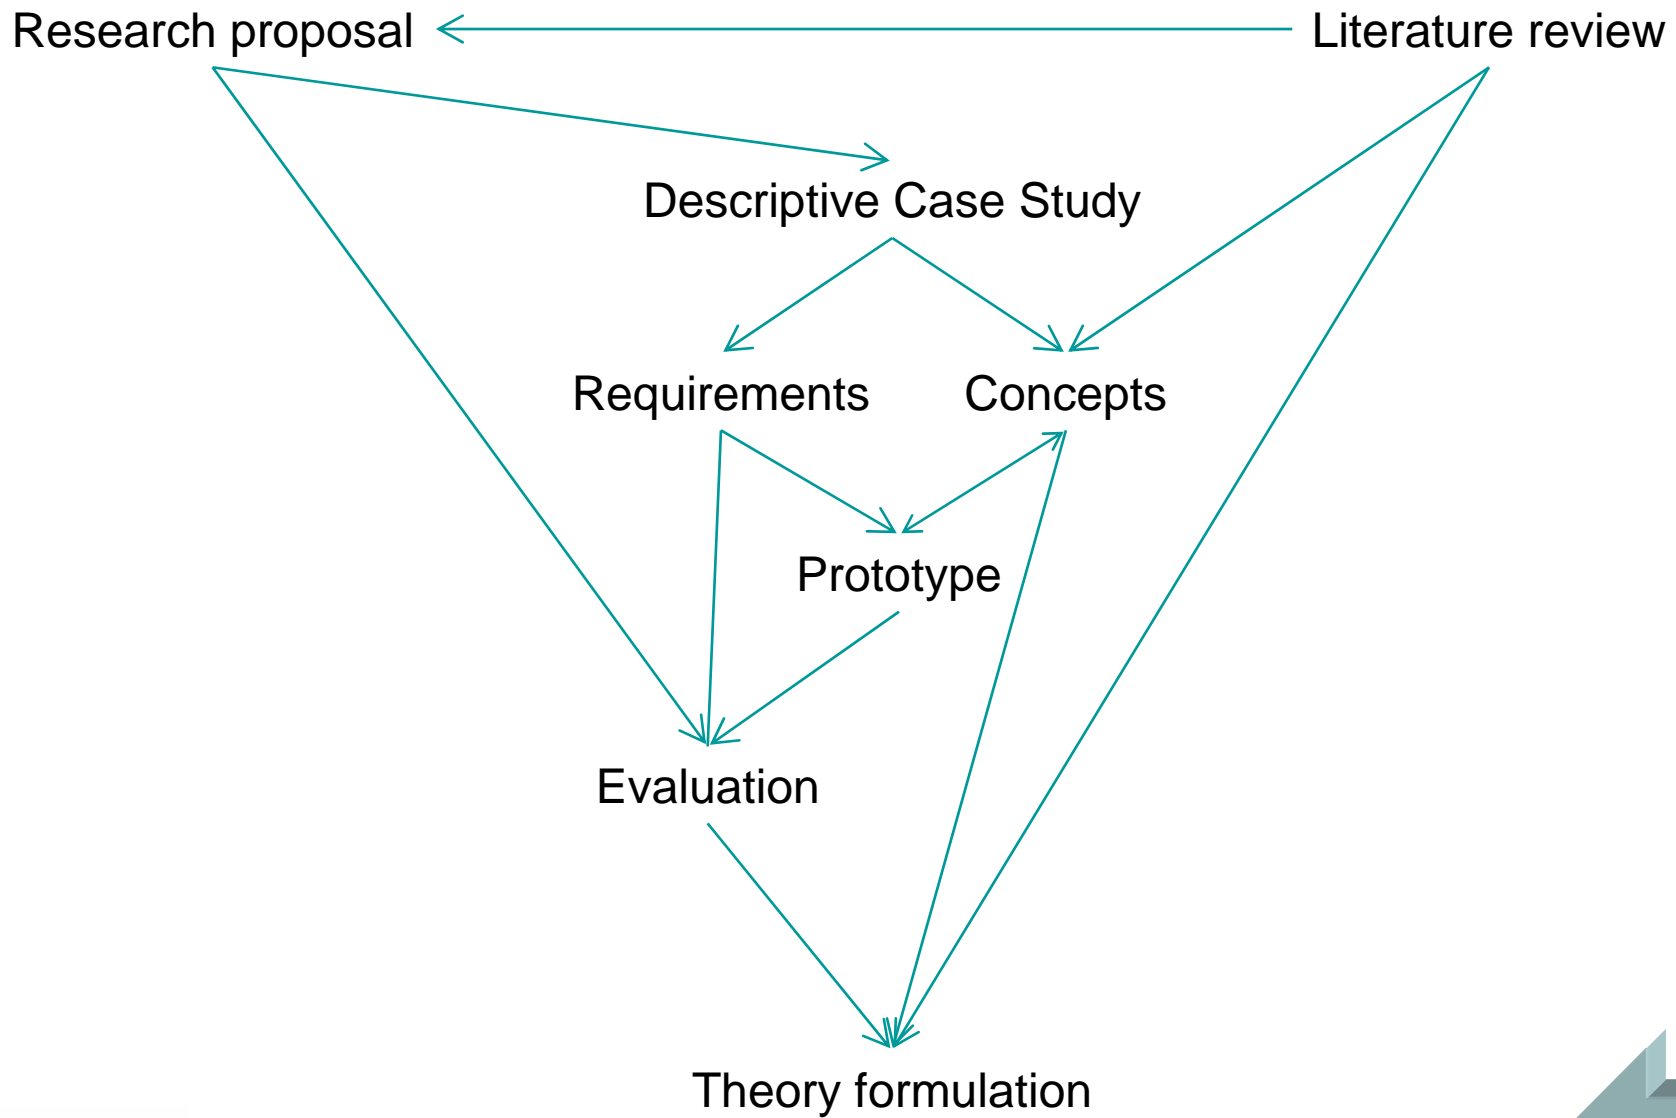 Research proposal
Literature review
Descriptive Case Study
Requirements
Concepts
Prototype
Evaluation
Theory formulation